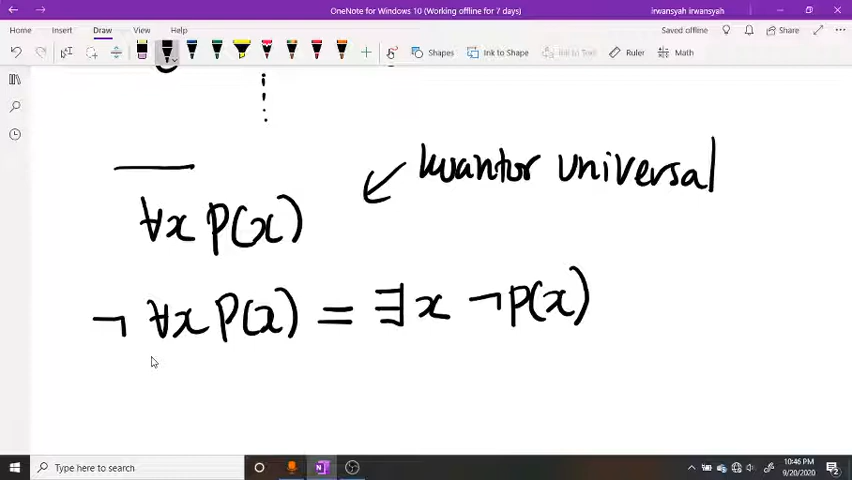 OneNote for Windows 10 (Working offline for 7 days)
irwansyah irwansyah
Home Insert Draw View Help
Saved offline
Share
Shapes
Ink to Shape
Ink to Text
Ruler
Math
kwantor universal
∀x P(x)
¬ ∀x P(x) = ∃x ¬P(x)
Type here to search
10:46 PM
9/20/2020